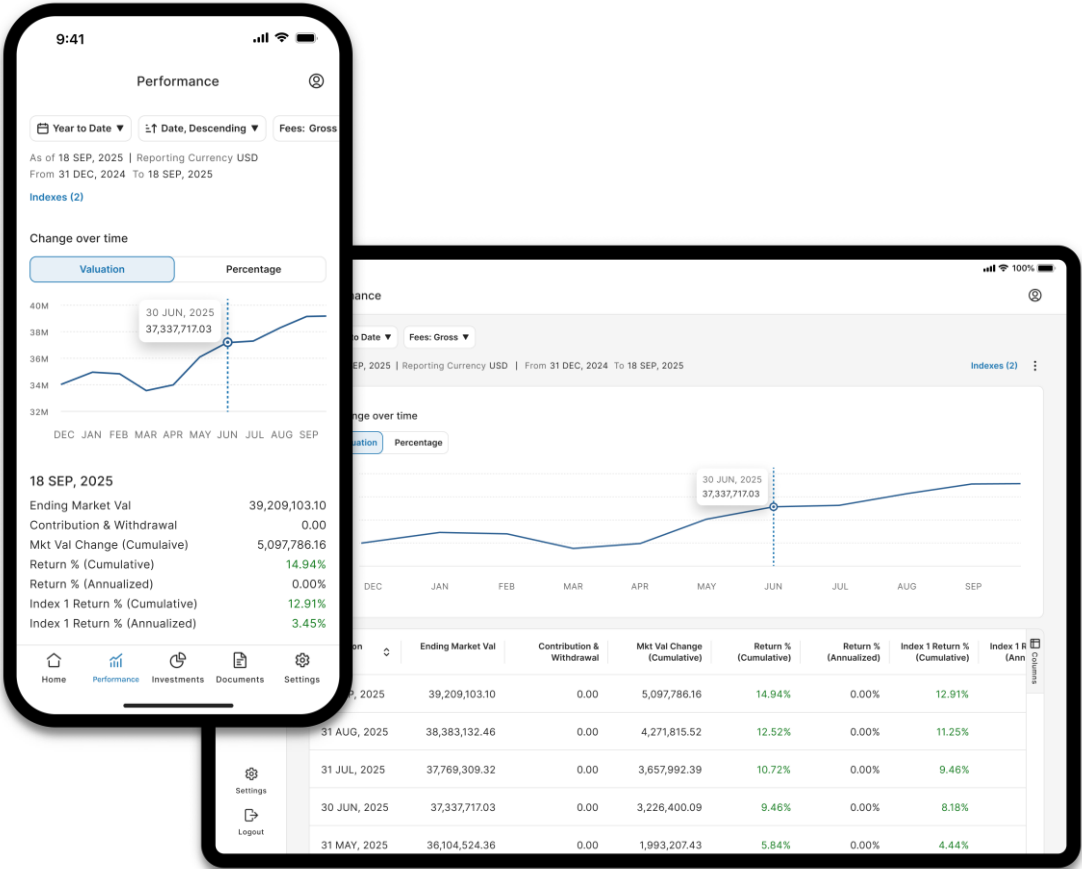 9:41
Performance
Year to Date ▼ Date, Descending ▼ Fees: Gross
As of 18 SEP, 2025 | Reporting Currency USD
From 31 DEC, 2024 To 18 SEP, 2025
Indexes (2)
Change over time
Valuation Percentage
40M
38M
36M
34M
32M
30 JUN, 2025
37,337,717.03
DEC JAN FEB MAR APR MAY JUN JUL AUG SEP
18 SEP, 2025
Ending Market Val 39,209,103.10
Contribution & Withdrawal 0.00
Mkt Val Change (Cumulaive) 5,097,786.16
Return % (Cumulative) 14.94%
Return % (Annualized) 0.00%
Index 1 Return % (Cumulative) 12.91%
Index 1 Return % (Annualized) 3.45%
Home Performance Investments Documents Settings
100%
ance
o Date ▼ Fees: Gross ▼
EP, 2025 | Reporting Currency USD | From 31 DEC, 2024 To 18 SEP, 2025 Indexes (2)
nge over time
uation Percentage
30 JUN, 2025
37,337,717.03
DEC JAN FEB MAR APR MAY JUN JUL AUG SEP
on Ending Market Val Contribution & Withdrawal Mkt Val Change (Cumulative) Return % (Cumulative) Return % (Annualized) Index 1 Return % (Cumulative) Index 1 R (Ann
Columns
P, 2025 39,209,103.10 0.00 5,097,786.16 14.94% 0.00% 12.91%
31 AUG, 2025 38,383,132.46 0.00 4,271,815.52 12.52% 0.00% 11.25%
31 JUL, 2025 37,769,309.32 0.00 3,657,992.39 10.72% 0.00% 9.46%
30 JUN, 2025 37,337,717.03 0.00 3,226,400.09 9.46% 0.00% 8.18%
31 MAY, 2025 36,104,524.36 0.00 1,993,207.43 5.84% 0.00% 4.44%
Settings
Logout